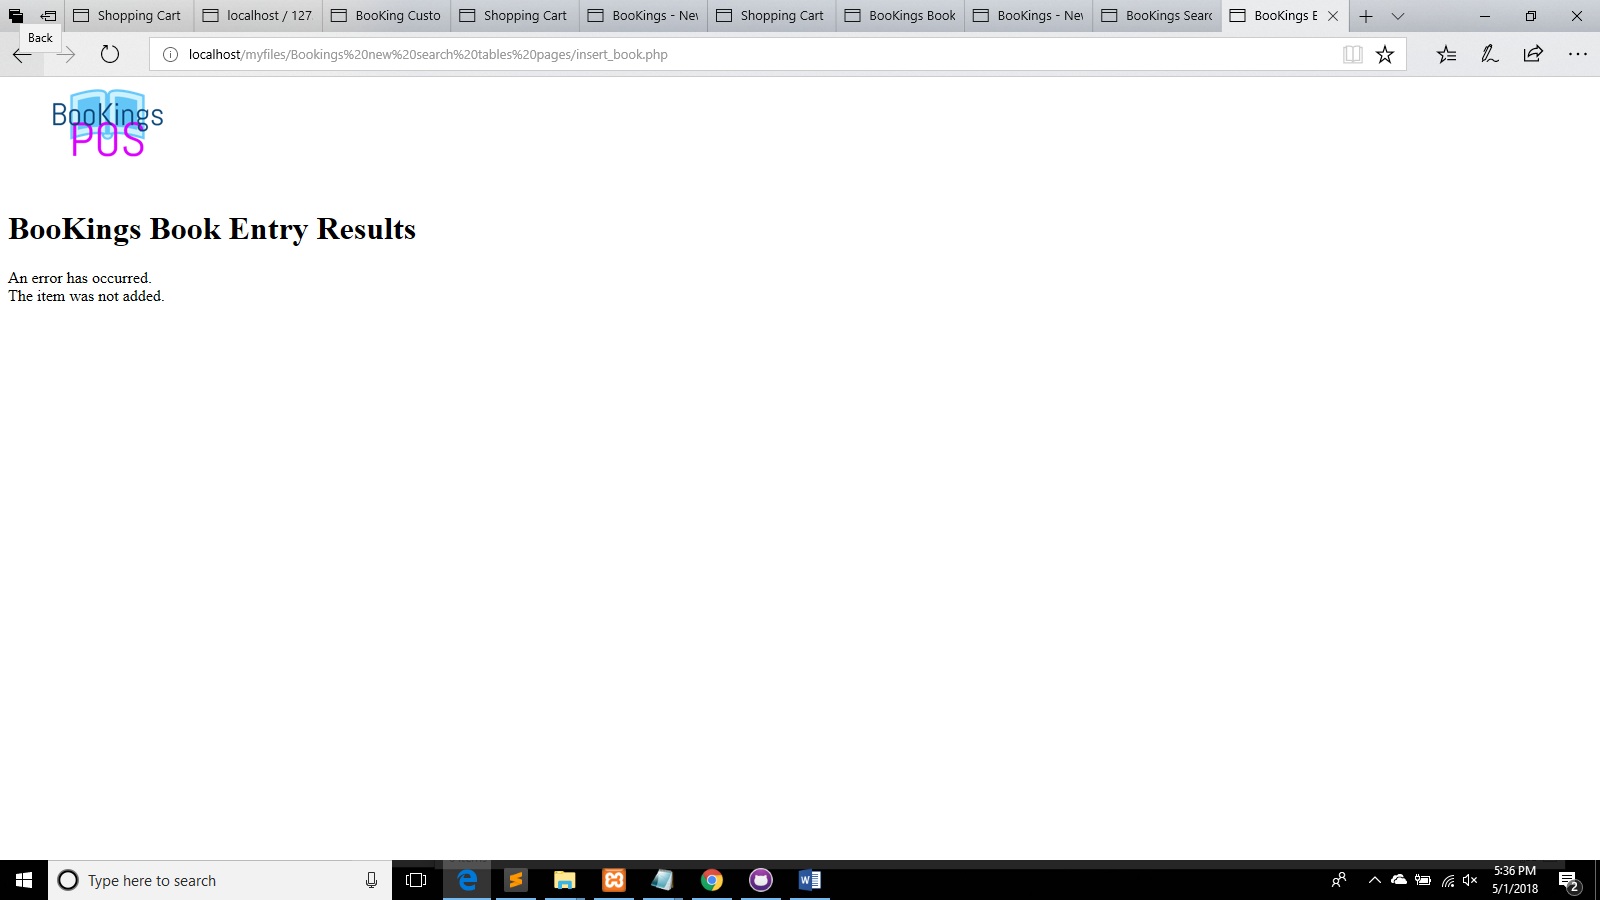 Shopping Cart
localhost / 127
BooKing Custo
Shopping Cart
BooKings - Nev
Shopping Cart
BooKings Book
BooKings - Nev
BooKings Searc
BooKings E
Back
localhost/myfiles/Bookings%20new%20search%20tables%20pages/insert_book.php
BooKings
POS
BooKings Book Entry Results
An error has occurred.
The item was not added.
Type here to search
5:36 PM
5/1/2018
2